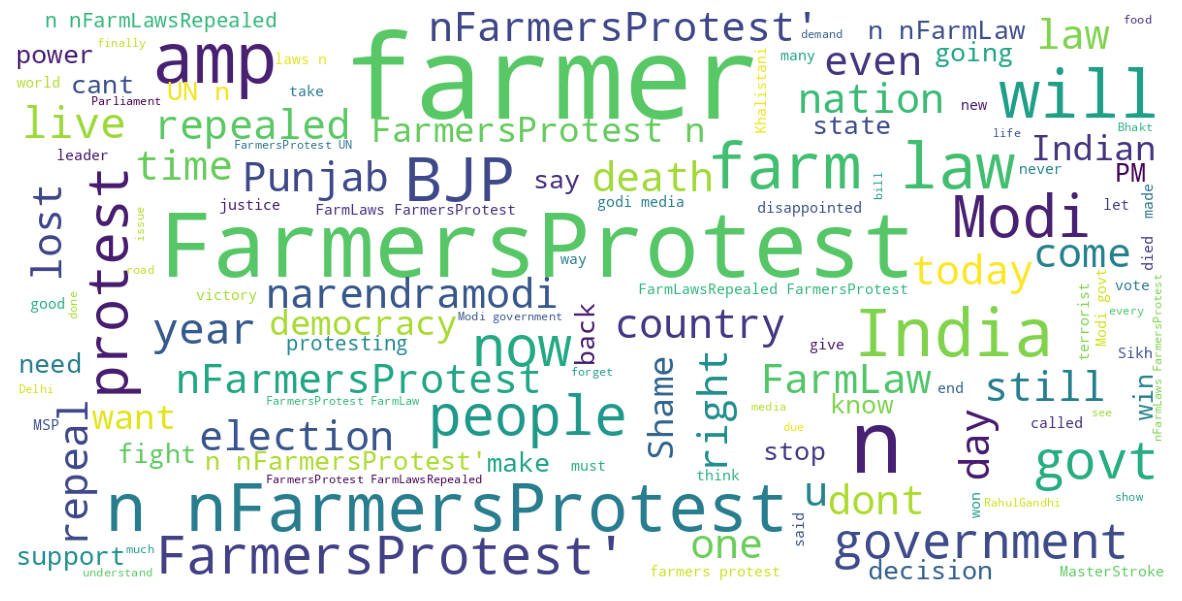 n nFarmLawsRepealed
nFarmersProtest'
demand
n nFarmLaw
law
food
power
finally
amp
farmer
laws n
Khalistani
many
even
going
world
cant
UN n
take
nation
new
will
Parliament
live
repealed
FarmersProtest n
state
life
Bhakt
leader
time
FarmersProtest UN
farm law
Indian
never
PM
Punjab
BJP
say
death
bill
lost
protest
justice
FarmLaws FarmersProtest
godi media
disappointed
Modi
let
made
issue
FarmersProtest
come
died
road
way
today
good
done
victory
narendramodi
FarmLawsRepealed FarmersProtest
vote
terrorist
Modi govt
every
nFarmLaws FarmersProtest
year
democracy
Modi government
back
country
India
protesting
now
give
Sikh
need
forget
Shame
right
Delhi
nFarmersProtest
FarmLaw
end
still
win
MSP
want
FarmersProtest FarmLaw
people
media
know
see
repeal
election
due
n
day
called
fight
n nFarmersProtest'
make
must
stop
govt
FarmersProtest FarmLawsRepealed
think
n nFarmersProtest
u
dont
won
RahulGandhi
show
said
government
support
much
FarmersProtest'
one
understand
farmers protest
decision
MasterStroke